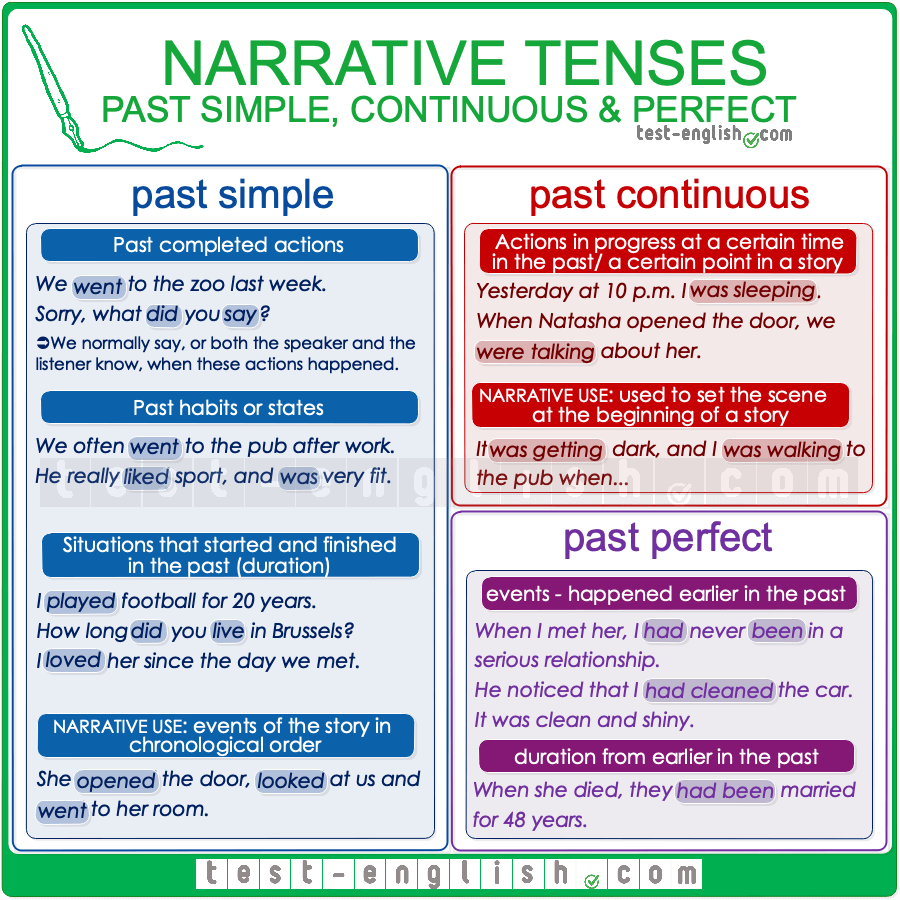 NARRATIVE TENSES
PAST SIMPLE, CONTINUOUS & PERFECT
test-english.com
past simple
Past completed actions
We went to the zoo last week.
Sorry, what did you say?
➲We normally say, or both the speaker and the
listener know, when these actions happened.
Past habits or states
We often went to the pub after work.
He really liked sport, and was very fit.
Situations that started and finished
in the past (duration)
I played football for 20 years.
How long did you live in Brussels?
I loved her since the day we met.
NARRATIVE USE: events of the story in
chronological order
She opened the door, looked at us and
went to her room.
past continuous
Actions in progress at a certain time
in the past/ a certain point in a story
Yesterday at 10 p.m. I was sleeping.
When Natasha opened the door, we
were talking about her.
NARRATIVE USE: used to set the scene
at the beginning of a story
It was getting dark, and I was walking to
the pub when...
test-english.com
past perfect
events - happened earlier in the past
When I met her, I had never been in a
serious relationship.
He noticed that I had cleaned the car.
It was clean and shiny.
duration from earlier in the past
When she died, they had been married
for 48 years.
test-english.com